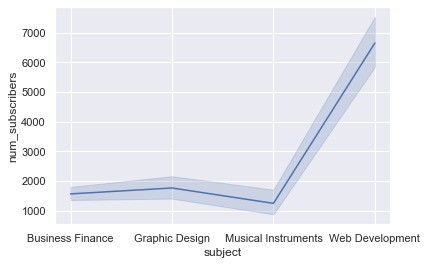 7000
6000
5000
4000
3000
2000
1000
num_subscribers
Business Finance Graphic Design Musical Instruments Web Development
subject